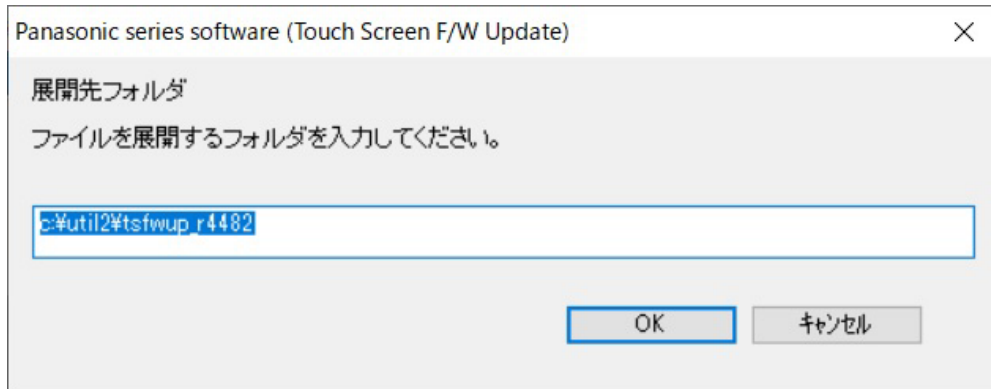 Panasonic series software (Touch Screen F/W Update)
展開先フォルダ
ファイルを展開するフォルダを入力してください。
c:¥util2¥tsfwup_r4482
OK
キャンセル